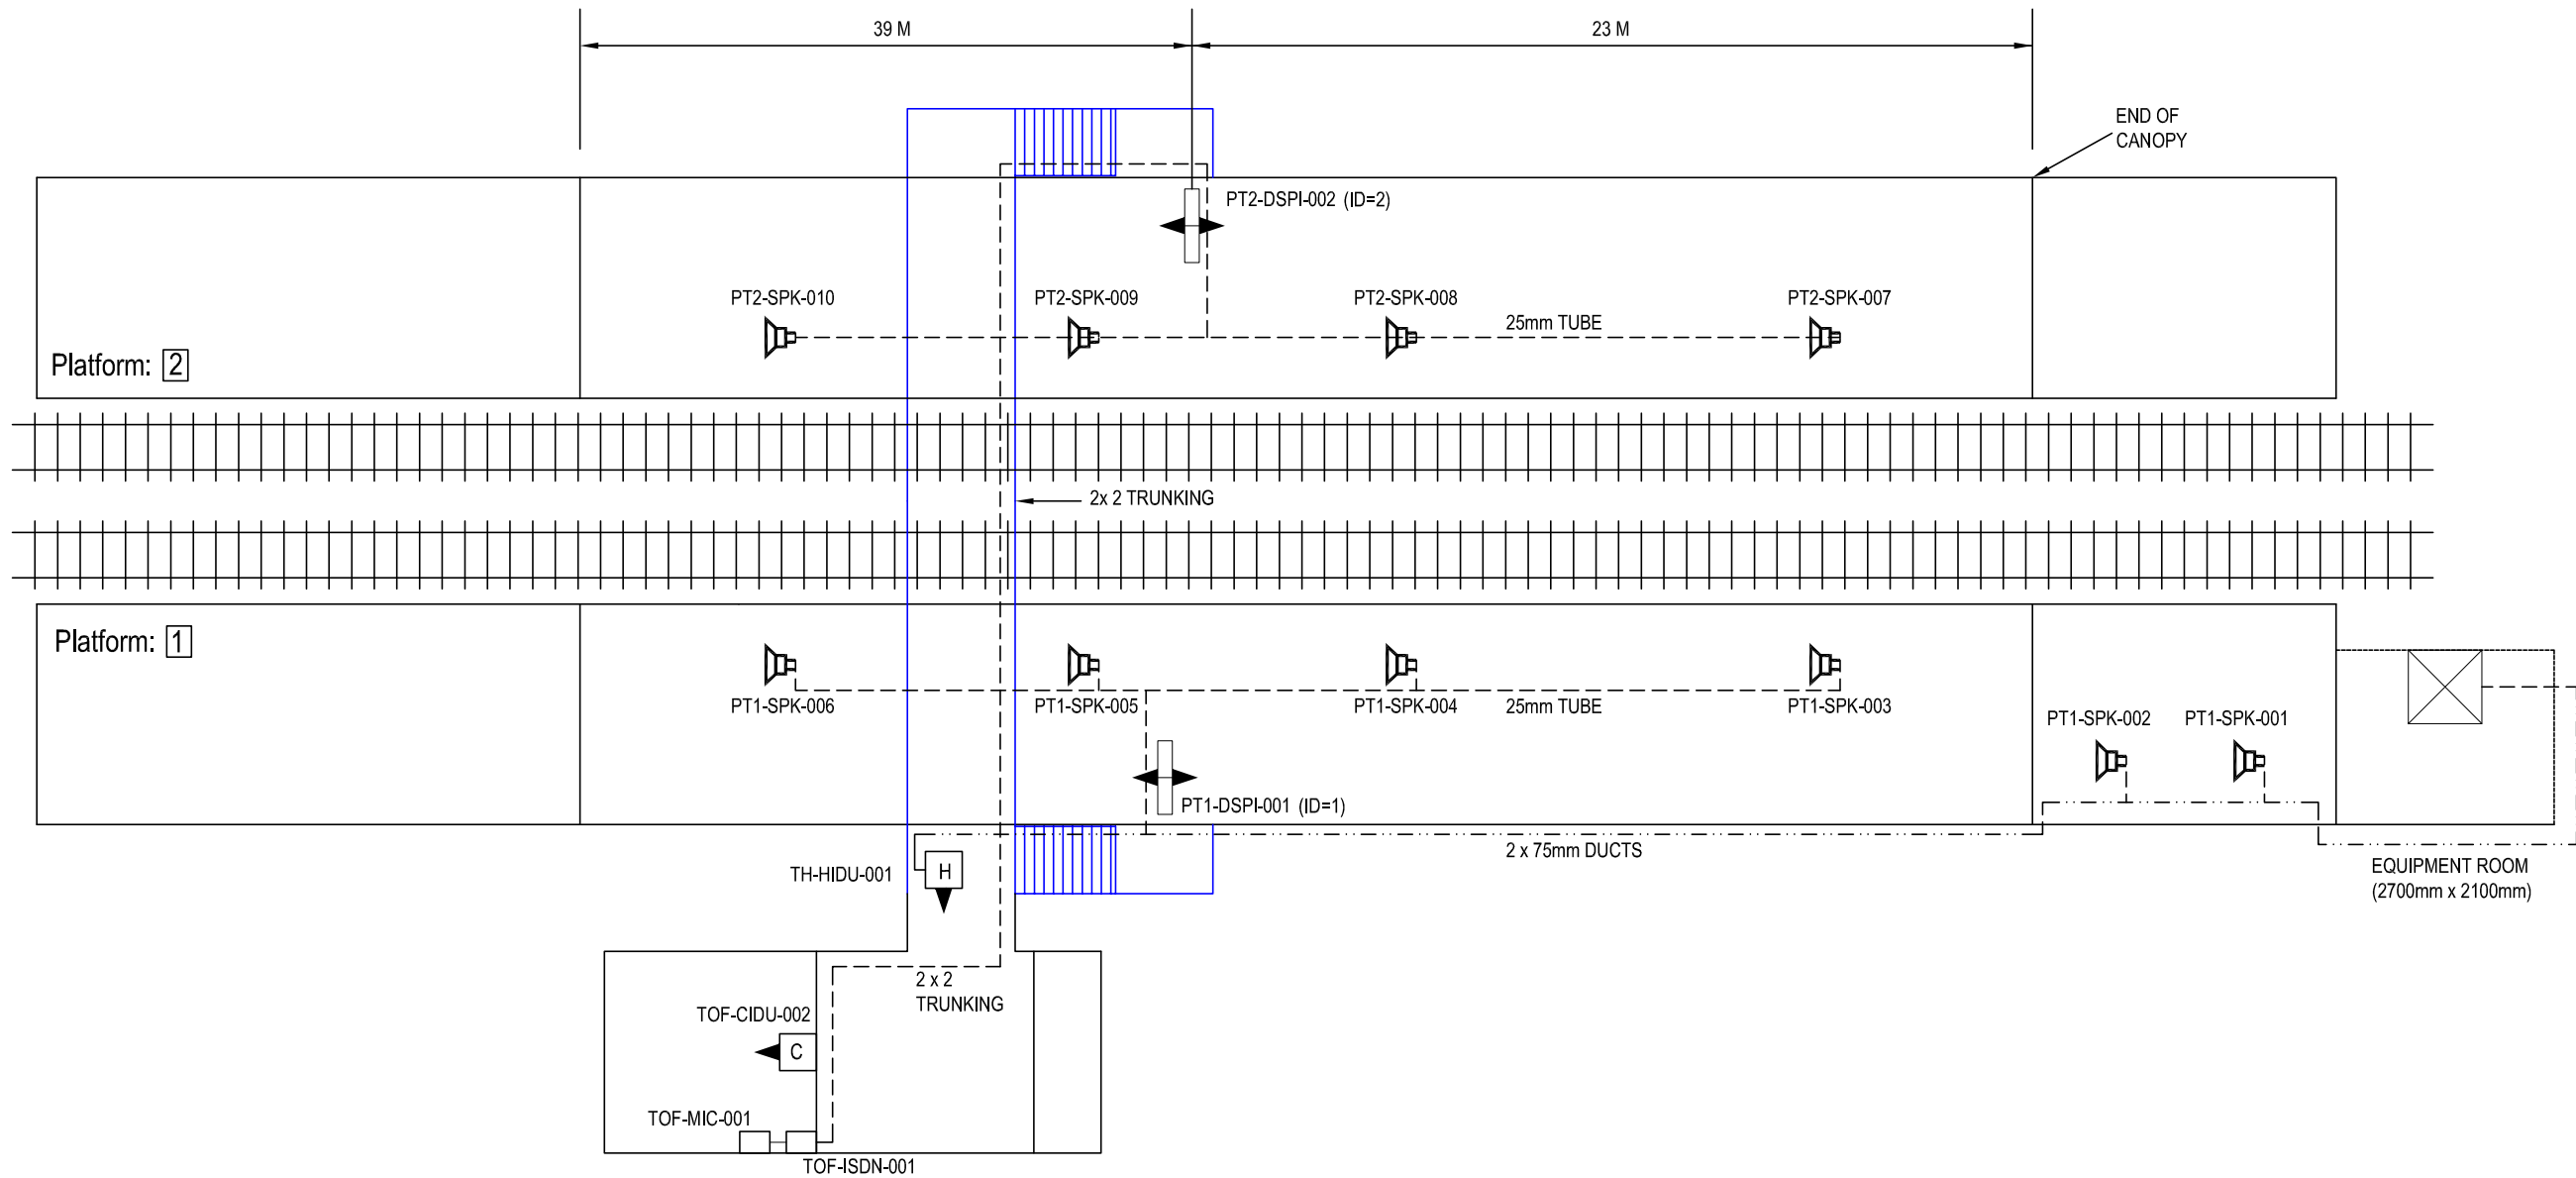 39 M
23 M
END OF
CANOPY
PT2-DSPI-002 (ID=2)
PT2-SPK-010
PT2-SPK-009
PT2-SPK-008
PT2-SPK-007
25mm TUBE
Platform: 2
2x 2 TRUNKING
Platform: 1
PT1-SPK-006
PT1-SPK-005
PT1-SPK-004
25mm TUBE
PT1-SPK-003
PT1-SPK-002
PT1-SPK-001
PT1-DSPI-001 (ID=1)
2 x 75mm DUCTS
EQUIPMENT ROOM
(2700mm x 2100mm)
TH-HIDU-001
H
2 x 2
TRUNKING
TOF-CIDU-002
C
TOF-MIC-001
TOF-ISDN-001